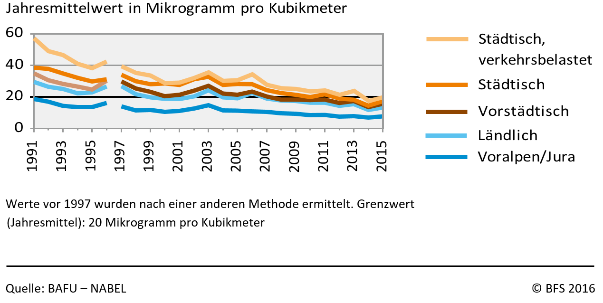 Jahresmittelwert in Mikrogramm pro Kubikmeter
60
40
20
0
1991
1993
1995
1997
1999
2001
2003
2005
2007
2009
2011
2013
2015
Städtisch,
verkehrsbelastet
Städtisch
Vorstädtisch
Ländlich
Voralpen/Jura
Werte vor 1997 wurden nach einer anderen Methode ermittelt. Grenzwert
(Jahresmittel): 20 Mikrogramm pro Kubikmeter
Quelle: BAFU – NABEL
© BFS 2016